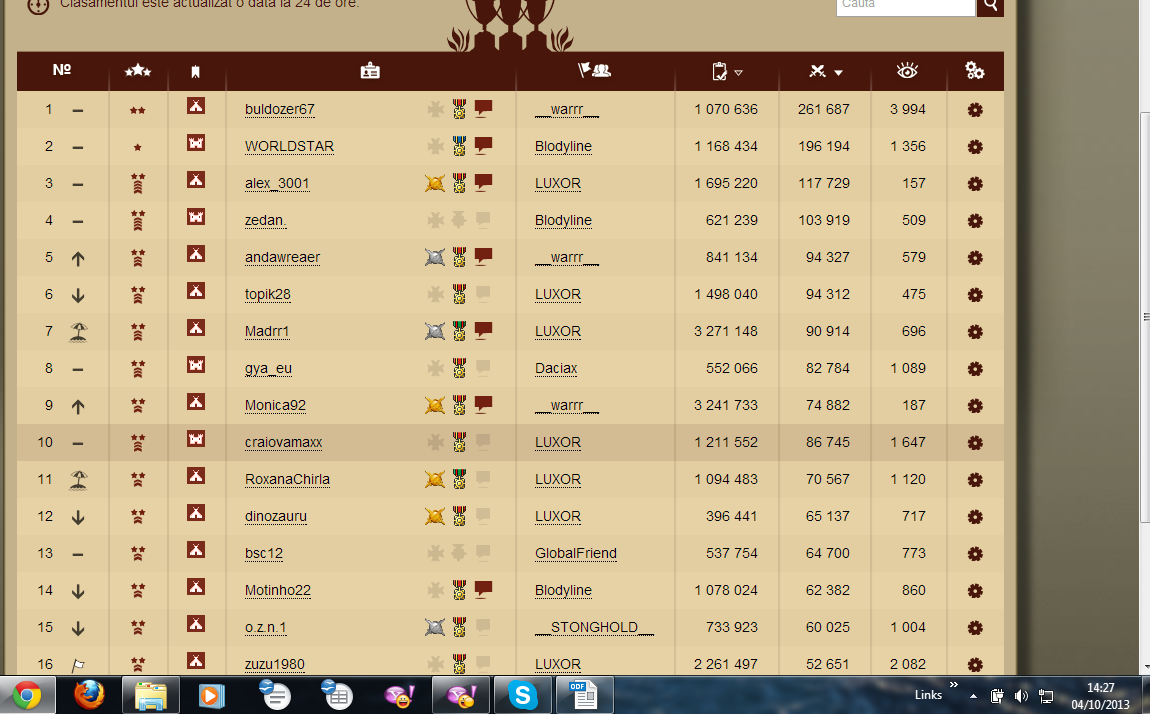 Clasamentul este actualizat o dată la 24 de ore.
Caută
Nº
1 buldozer67 __warrr__ 1 070 636 261 687 3 994
2 WORLDSTAR Blodyline 1 168 434 196 194 1 356
3 alex_3001 LUXOR 1 695 220 117 729 157
4 zedan. Blodyline 621 239 103 919 509
5 andawreaer __warrr__ 841 134 94 327 579
6 topik28 LUXOR 1 498 040 94 312 475
7 Madrr1 LUXOR 3 271 148 90 914 696
8 gya_eu Daciax 552 066 82 784 1 089
9 Monica92 __warrr__ 3 241 733 74 882 187
10 craiovamaxx LUXOR 1 211 552 86 745 1 647
11 RoxanaChirla LUXOR 1 094 483 70 567 1 120
12 dinozauru LUXOR 396 441 65 137 717
13 bsc12 GlobalFriend 537 754 64 700 773
14 Motinho22 Blodyline 1 078 024 62 382 860
15 o.z.n.1 __STONGHOLD__ 733 923 60 025 1 004
16 zuzu1980 LUXOR 2 261 497 52 651 2 082
ODF
Links » 14:27
04/10/2013